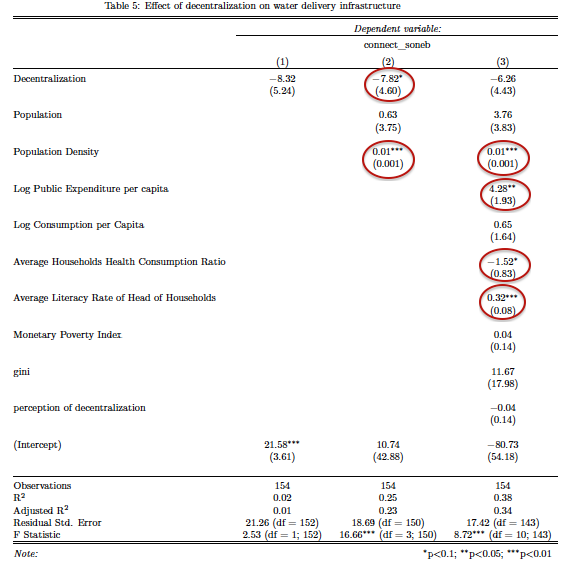 Table 5: Effect of decentralization on water delivery infrastructure
Dependent variable:
connect_soneb
(1) (2) (3)
Decentralization −8.32 −7.82* −6.26
(5.24) (4.60) (4.43)
Population 0.63 3.76
(3.75) (3.83)
Population Density 0.01*** 0.01***
(0.001) (0.001)
Log Public Expenditure per capita 4.28**
(1.93)
Log Consumption per Capita 0.65
(1.64)
Average Households Health Consumption Ratio −1.52*
(0.83)
Average Literacy Rate of Head of Households 0.32***
(0.08)
Monetary Poverty Index 0.04
(0.14)
gini 11.67
(17.98)
perception of decentralization −0.04
(0.14)
(Intercept) 21.58*** 10.74 −80.73
(3.61) (42.88) (54.18)
Observations 154 154 154
R² 0.02 0.25 0.38
Adjusted R² 0.01 0.23 0.34
Residual Std. Error 21.26 (df = 152) 18.69 (df = 150) 17.42 (df = 143)
F Statistic 2.53 (df = 1; 152) 16.66*** (df = 3; 150) 8.72*** (df = 10; 143)
Note: *p<0.1; **p<0.05; ***p<0.01